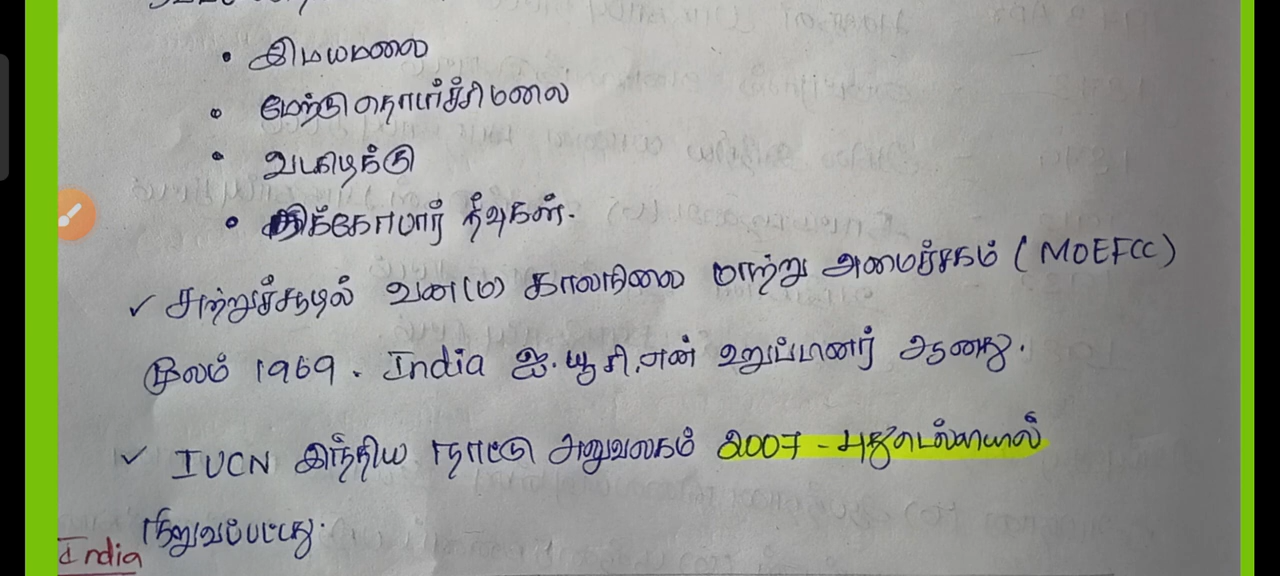 • இமயமலை
• மேற்கு தொடர்ச்சி மலை
• வடகிழக்கு
• நிக்கோபார் தீவுகள்.
✓ சுற்றுச்சூழல் வன (ம) காலநிலை மாற்று அமைச்சகம் (MOEFCC)
மூலம் 1969. India ஐ.யூ.சி.என் உறுப்பினர் ஆனது.
✓ IUCN இந்திய நாட்டு அலுவலகம் 2007 - புதுடெல்லியில்
நிறுவப்பட்டது.
India